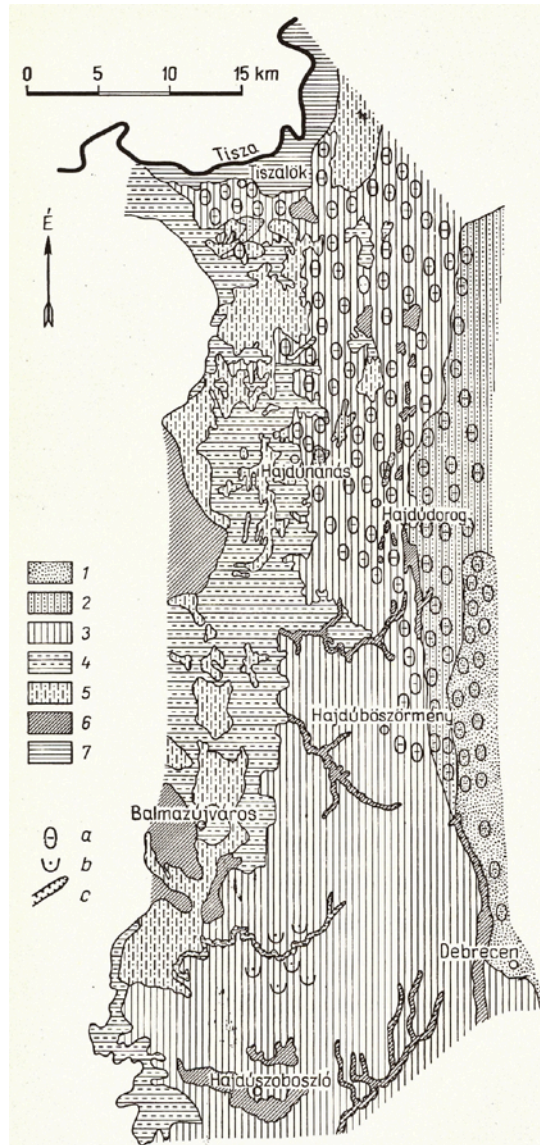 0 5 10 15 km
Tisza
Tiszalök
É
Hajdúnánás
Hajdúdorog
1
2
3
4
5
6
7
Hajdúböszörmény
Balmazújváros
a
b
c
Debrecen
Hajdúszoboszló